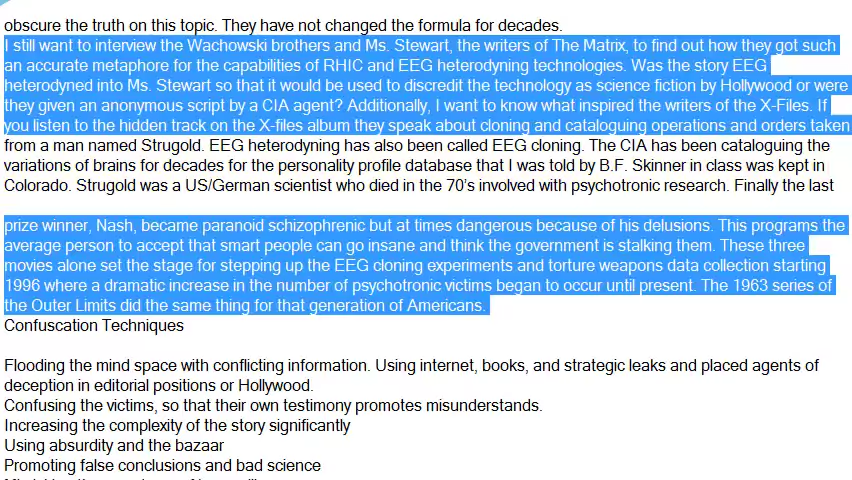 obscure the truth on this topic. They have not changed the formula for decades.
I still want to interview the Wachowski brothers and Ms. Stewart, the writers of The Matrix, to find out how they got such
an accurate metaphore for the capabilities of RHIC and EEG heterodyning technologies. Was the story EEG
heterodyned into Ms. Stewart so that it would be used to discredit the technology as science fiction by Hollywood or were
they given an anonymous script by a CIA agent? Additionally, I want to know what inspired the writers of the X-Files. If
you listen to the hidden track on the X-files album they speak about cloning and cataloguing operations and orders taken
from a man named Strugold. EEG heterodyning has also been called EEG cloning. The CIA has been cataloguing the
variations of brains for decades for the personality profile database that I was told by B.F. Skinner in class was kept in
Colorado. Strugold was a US/German scientist who died in the 70's involved with psychotronic research. Finally the last
prize winner, Nash, became paranoid schizophrenic but at times dangerous because of his delusions. This programs the
average person to accept that smart people can go insane and think the government is stalking them. These three
movies alone set the stage for stepping up the EEG cloning experiments and torture weapons data collection starting
1996 where a dramatic increase in the number of psychotronic victims began to occur until present. The 1963 series of
the Outer Limits did the same thing for that generation of Americans.
Confuscation Techniques
Flooding the mind space with conflicting information. Using internet, books, and strategic leaks and placed agents of
deception in editorial positions or Hollywood.
Confusing the victims, so that their own testimony promotes misunderstands.
Increasing the complexity of the story significantly
Using absurdity and the bazaar
Promoting false conclusions and bad science